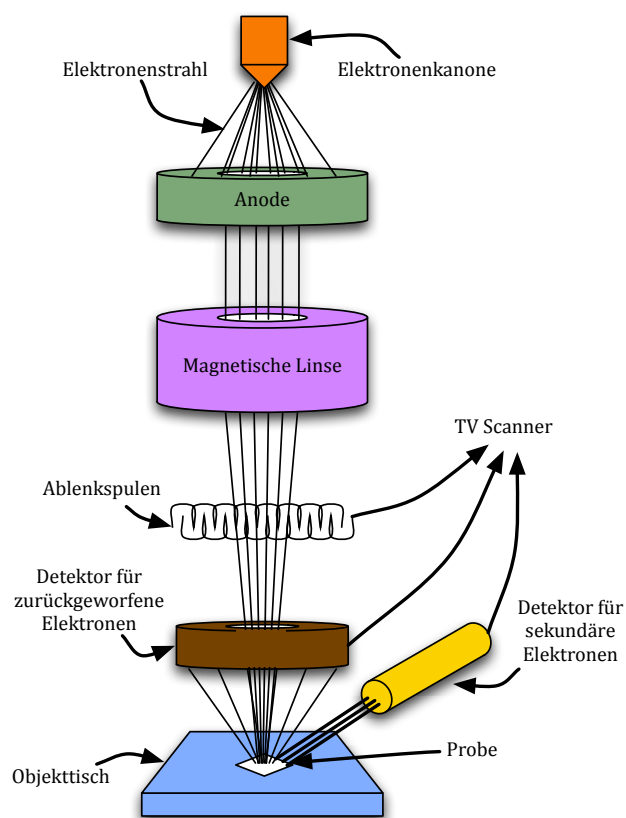 Elektronenstrahl
Elektronenkanone
Anode
Magnetische Linse
TV Scanner
Ablenkspulen
Detektor für
zurückgeworfene
Elektronen
Detektor für
sekundäre
Elektronen
Probe
Objekttisch